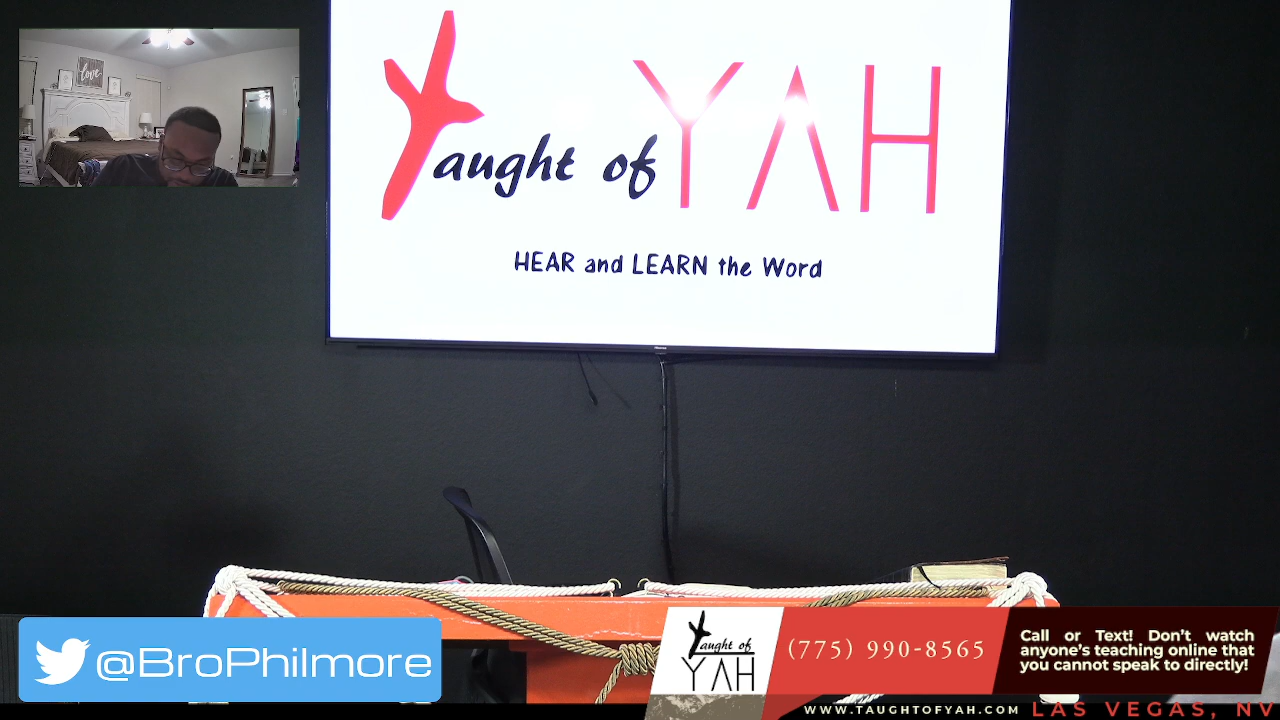 love
Taught of YAH
HEAR and LEARN the Word
@BroPhilmore
Taught of
YAH
(775) 990-8565
Call or Text! Don't watch
anyone's teaching online that
you cannot speak to directly!
WWW.TAUGHTOFYAH.COM
LAS VEGAS, NV